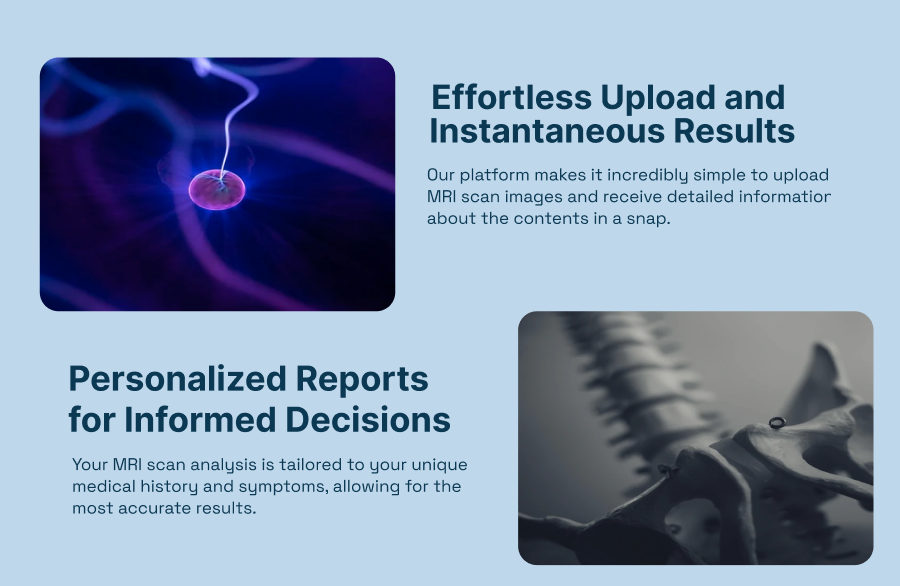 Effortless Upload and
Instantaneous Results
Our platform makes it incredibly simple to upload
MRI scan images and receive detailed information
about the contents in a snap.
Personalized Reports
for Informed Decisions
Your MRI scan analysis is tailored to your unique
medical history and symptoms, allowing for the
most accurate results.